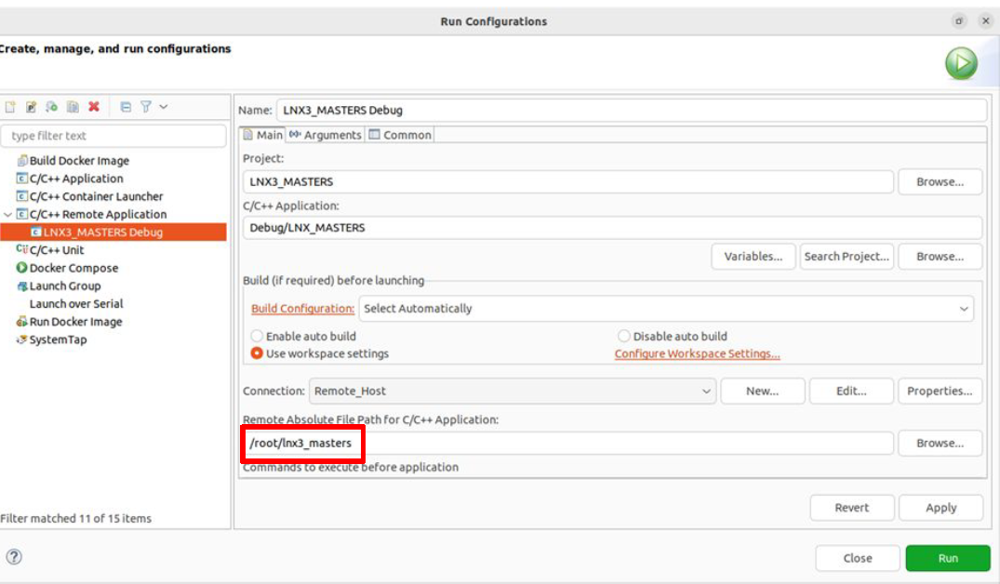 Run Configurations
Create, manage, and run configurations
type filter text
Build Docker Image
C/C++ Application
C/C++ Container Launcher
C/C++ Remote Application
LNX3_MASTERS Debug
C/C++ Unit
Docker Compose
Launch Group
Launch over Serial
Run Docker Image
SystemTap
Filter matched 11 of 15 items
Name: LNX3_MASTERS Debug
Main Arguments Common
Project:
LNX3_MASTERS Browse...
C/C++ Application:
Debug/LNX_MASTERS
Variables... Search Project... Browse...
Build (if required) before launching
Build Configuration: Select Automatically
Enable auto build Disable auto build
Use workspace settings Configure Workspace Settings...
Connection: Remote_Host New... Edit... Properties...
Remote Absolute File Path for C/C++ Application:
/root/lnx3_masters Browse...
Commands to execute before application
Revert Apply
Close Run